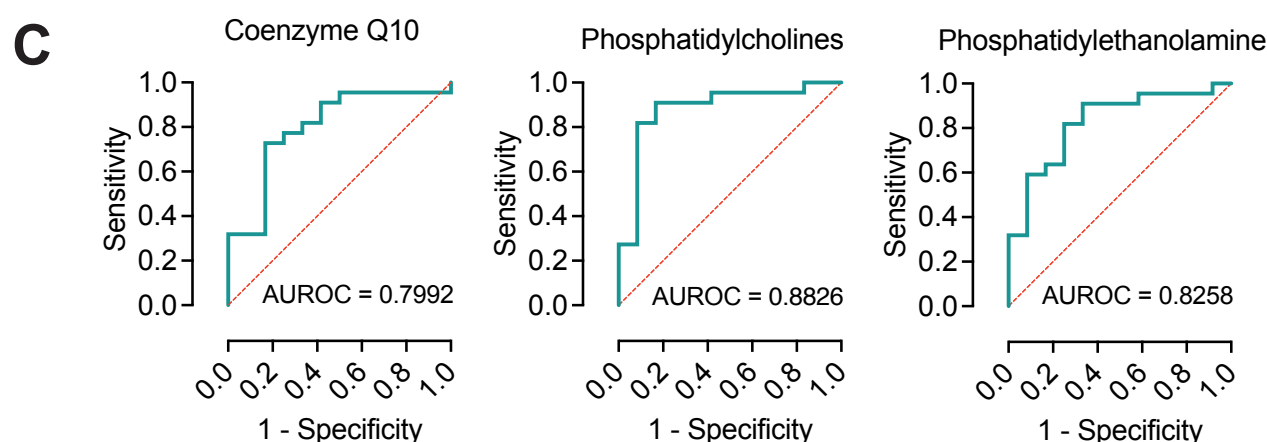 C
Coenzyme Q10
1.0
0.8
0.6
0.4
0.2
0.0
Sensitivity
AUROC = 0.7992
0.0 0.2 0.4 0.6 0.8 1.0
1 - Specificity
Phosphatidylcholines
1.0
0.8
0.6
0.4
0.2
0.0
Sensitivity
AUROC = 0.8826
0.0 0.2 0.4 0.6 0.8 1.0
1 - Specificity
Phosphatidylethanolamine
1.0
0.8
0.6
0.4
0.2
0.0
Sensitivity
AUROC = 0.8258
0.0 0.2 0.4 0.6 0.8 1.0
1 - Specificity